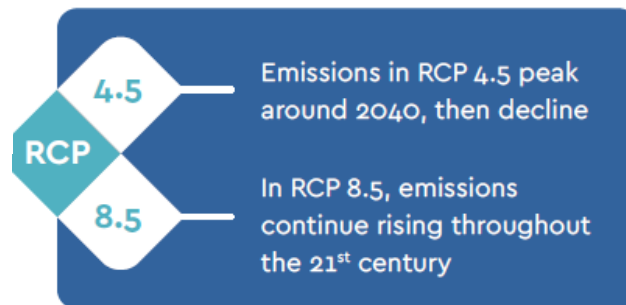 4.5
Emissions in RCP 4.5 peak
around 2040, then decline
RCP
8.5
In RCP 8.5, emissions
continue rising throughout
the 21st century